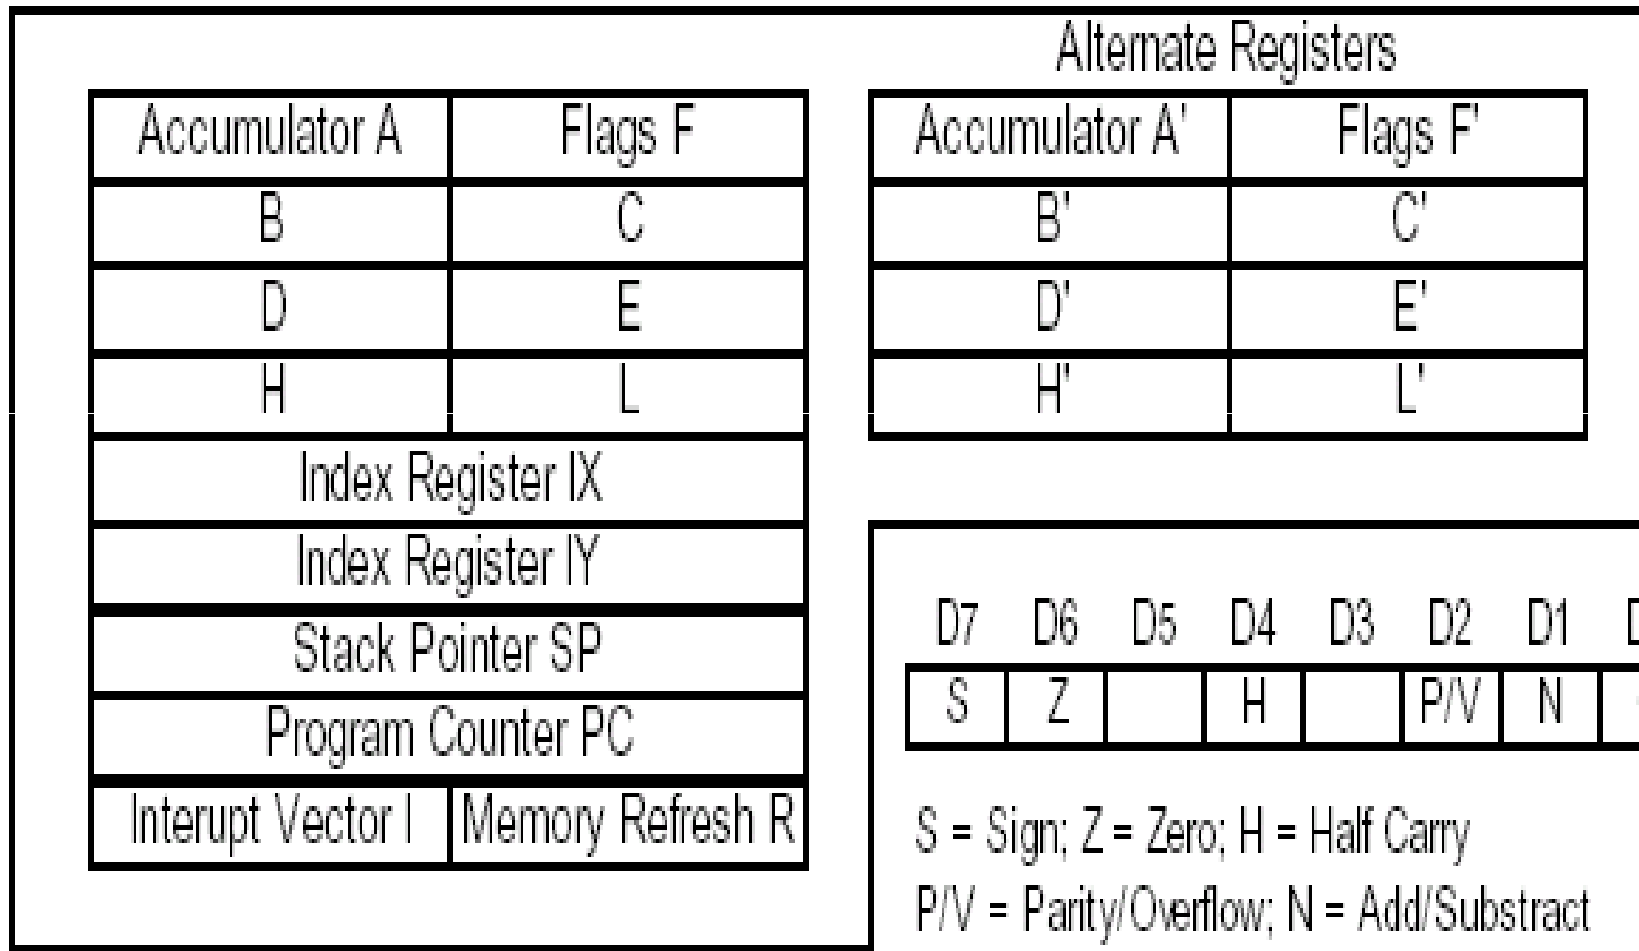 Alternate Registers
Accumulator A Flags F
B C
D E
H L
Index Register IX
Index Register IY
Stack Pointer SP
Program Counter PC
Interupt Vector I Memory Refresh R
Accumulator A' Flags F'
B' C'
D' E'
H' L'
D7 D6 D5 D4 D3 D2 D1
S Z H P/V N
S = Sign; Z = Zero; H = Half Carry
P/V = Parity/Overflow; N = Add/Substract